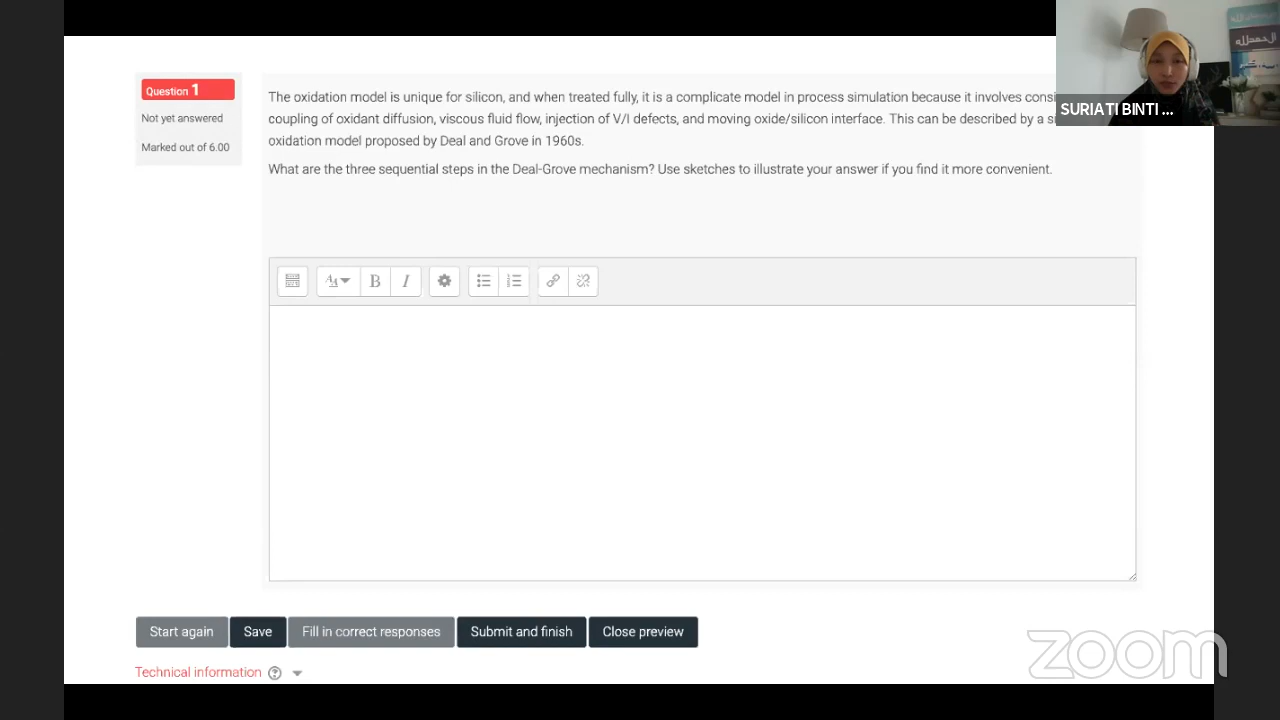 Question 1
Not yet answered
Marked out of 6.00
The oxidation model is unique for silicon, and when treated fully, it is a complicate model in process simulation because it involves
coupling of oxidant diffusion, viscous fluid flow, injection of V/I defects, and moving oxide/silicon interface. This can be described by a
oxidation model proposed by Deal and Grove in 1960s.
What are the three sequential steps in the Deal-Grove mechanism? Use sketches to illustrate your answer if you find it more convenient.
SURIATI BINTI ...
الحمدلله
B I
Start again Save Fill in correct responses Submit and finish Close preview
Technical information
zoom